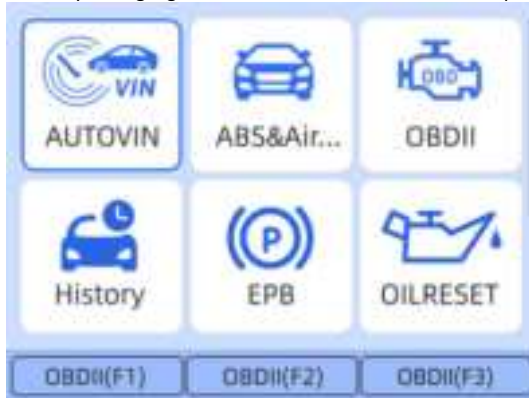 VIN
AUTOVIN
ABS&Air...
OBD
OBDII
History
P
EPB
OILRESET
OBDII(F1)
OBDII(F2)
OBDII(F3)